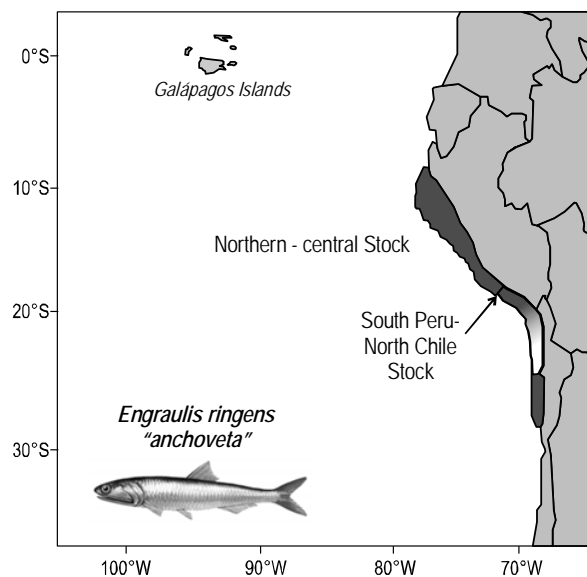 0°S
Galápagos Islands
10°S
Northern - central Stock
20°S
South Peru-
North Chile
Stock
Engraulis ringens
“anchoveta”
30°S
100°W
90°W
80°W
70°W